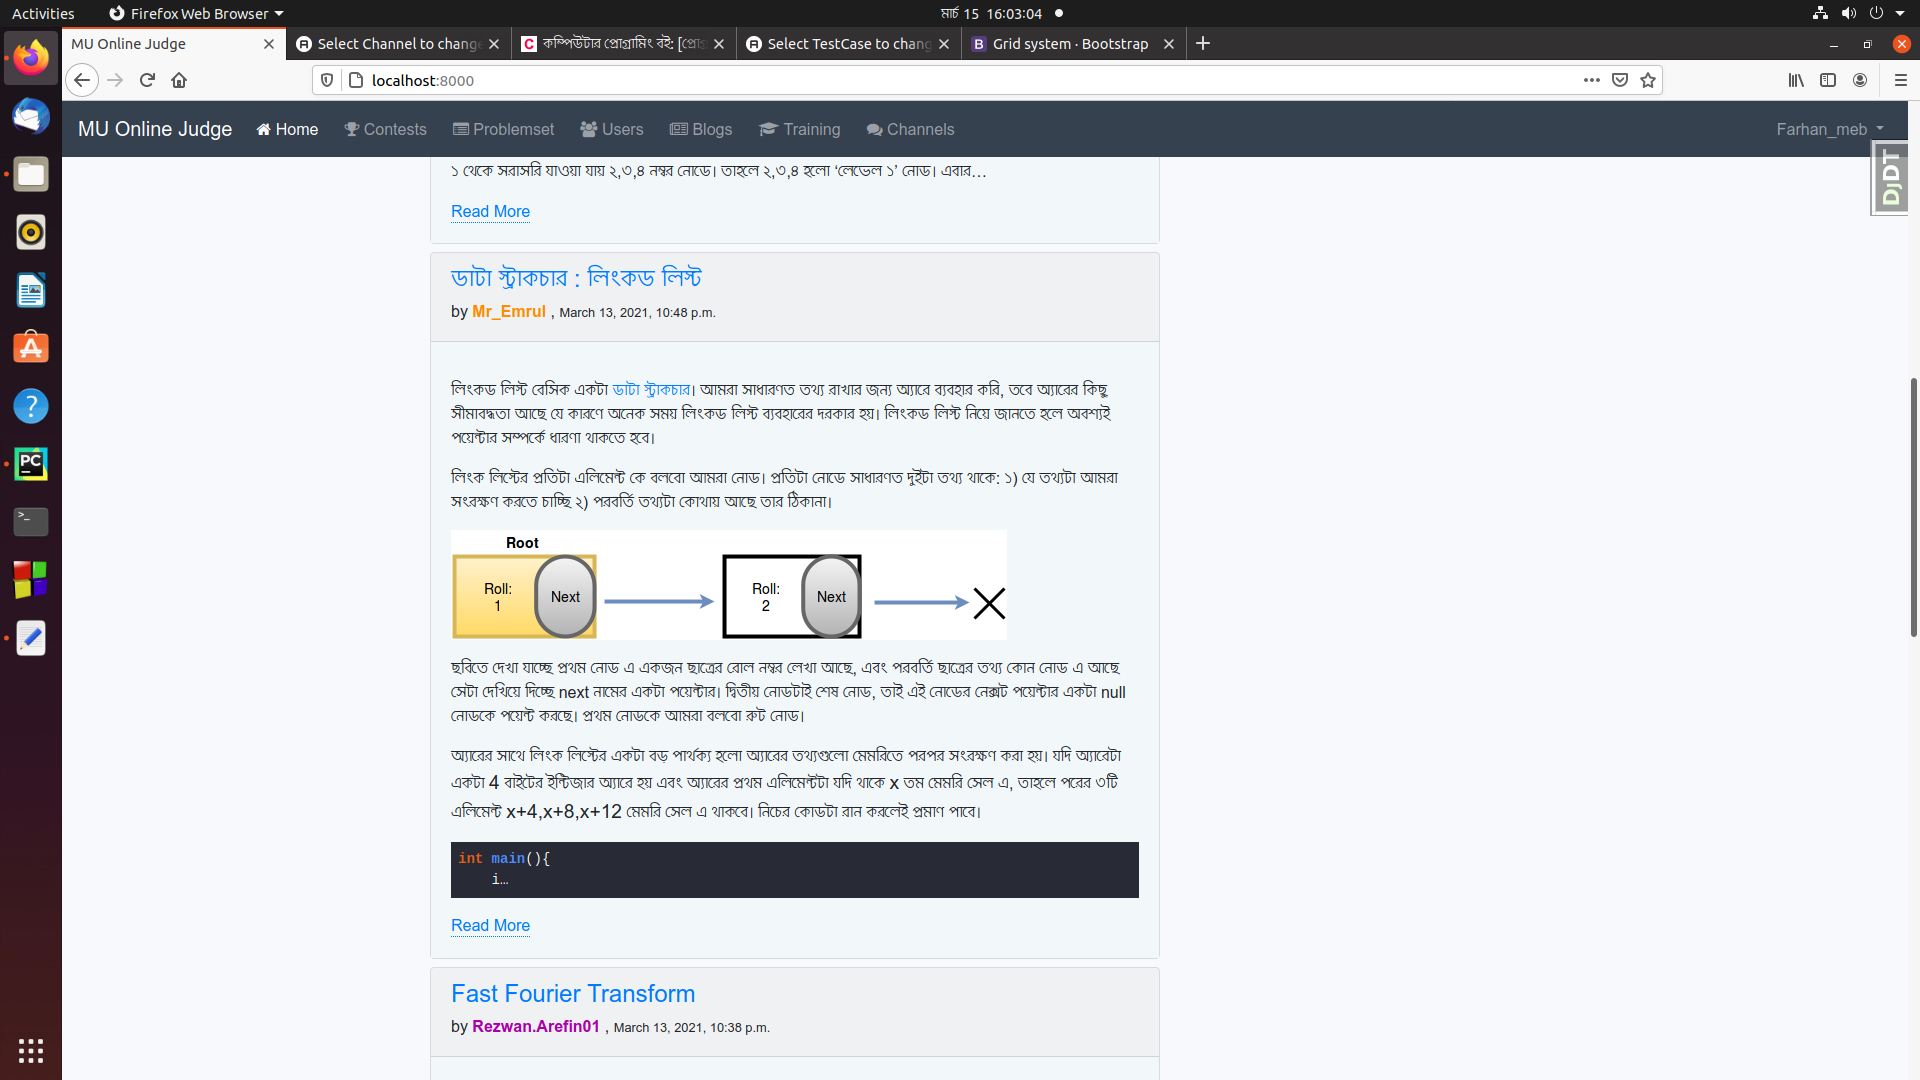 Activities
Firefox Web Browser
মার্চ 15 16:03:04
MU Online Judge
Select Channel to change
কম্পিউটার প্রোগ্রামিং বই: [প্রো
Select TestCase to chang
Grid system · Bootstrap
localhost:8000
MU Online Judge
Home
Contests
Problemset
Users
Blogs
Training
Channels
Farhan_meb
DjDT
১ থেকে সরাসরি যাওয়া যায় ২,৩,৪ নম্বর নোডে। তাহলে ২,৩,৪ হলো ‘লেভেল ১’ নোড। এবার…
Read More
ডাটা স্ট্রাকচার : লিংকড লিস্ট
by Mr_Emrul , March 13, 2021, 10:48 p.m.
লিংকড লিস্ট বেসিক একটা ডাটা স্ট্রাকচার। আমরা সাধারণত তথ্য রাখার জন্য অ্যারে ব্যবহার করি, তবে অ্যারের কিছু
সীমাবদ্ধতা আছে যে কারণে অনেক সময় লিংকড লিস্ট ব্যবহারের দরকার হয়। লিংকড লিস্ট নিয়ে জানতে হলে অবশ্যই
পয়েন্টার সম্পর্কে ধারণা থাকতে হবে।
লিংক লিস্টের প্রতিটা এলিমেন্ট কে বলবো আমরা নোড। প্রতিটা নোডে সাধারণত দুইটা তথ্য থাকে: ১) যে তথ্যটা আমরা
সংরক্ষণ করতে চাচ্ছি ২) পরবর্তি তথ্যটা কোথায় আছে তার ঠিকানা।
Root
Roll:
1
Next
Roll:
2
Next
ছবিতে দেখা যাচ্ছে প্রথম নোড এ একজন ছাত্রের রোল নম্বর লেখা আছে, এবং পরবর্তি ছাত্রের তথ্য কোন নোড এ আছে
সেটা দেখিয়ে দিচ্ছে next নামের একটা পয়েন্টার। দ্বিতীয় নোডটাই শেষ নোড, তাই এই নোডের নেক্সট পয়েন্টার একটা null
নোডকে পয়েন্ট করছে। প্রথম নোডকে আমরা বলবো রুট নোড।
অ্যারের সাথে লিংক লিস্টের একটা বড় পার্থক্য হলো অ্যারের তথ্যগুলো মেমরিতে পরপর সংরক্ষণ করা হয়। যদি অ্যারেটা
একটা 4 বাইটের ইন্টিজার অ্যারে হয় এবং অ্যারের প্রথম এলিমেন্টটা যদি থাকে x তম মেমরি সেল এ, তাহলে পরের ৩টি
এলিমেন্ট x+4,x+8,x+12 মেমরি সেল এ থাকবে। নিচের কোডটা রান করলেই প্রমাণ পাবে।
int main(){
i…
Read More
Fast Fourier Transform
by Rezwan.Arefin01 , March 13, 2021, 10:38 p.m.